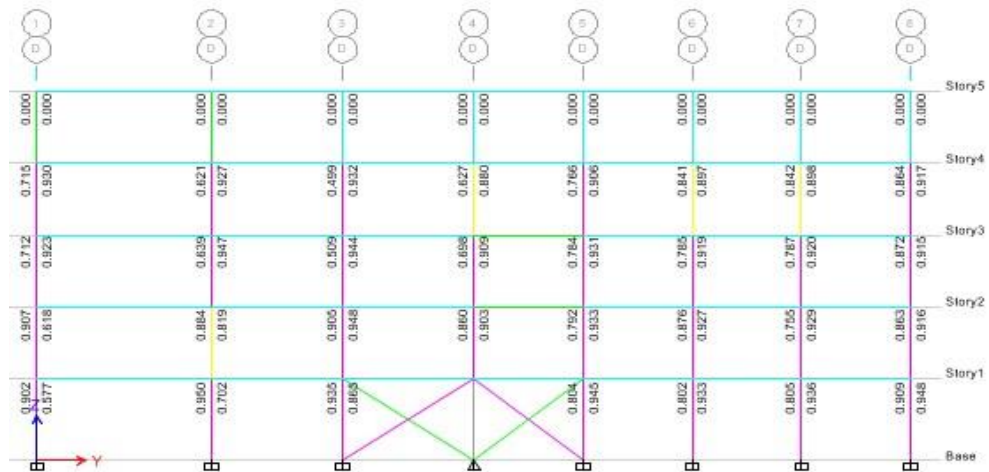 1 2 3 4 5 6 7 8
D D D D D D D D
Story5
0.000 0.000 0.000 0.000 0.000 0.000 0.000 0.000 0.000 0.000 0.000 0.000 0.000 0.000 0.000 0.000
Story4
0.715 0.930 0.621 0.927 0.499 0.932 0.627 0.880 0.766 0.906 0.841 0.897 0.842 0.898 0.864 0.917
Story3
0.712 0.923 0.639 0.947 0.509 0.944 0.698 0.909 0.784 0.931 0.785 0.919 0.787 0.920 0.872 0.915
Story2
0.907 0.618 0.884 0.819 0.905 0.948 0.860 0.903 0.792 0.933 0.876 0.927 0.755 0.929 0.863 0.916
Story1
0.902 0.577 0.950 0.702 0.935 0.865 0.804 0.945 0.802 0.933 0.805 0.936 0.909 0.948
Z
Y
Base